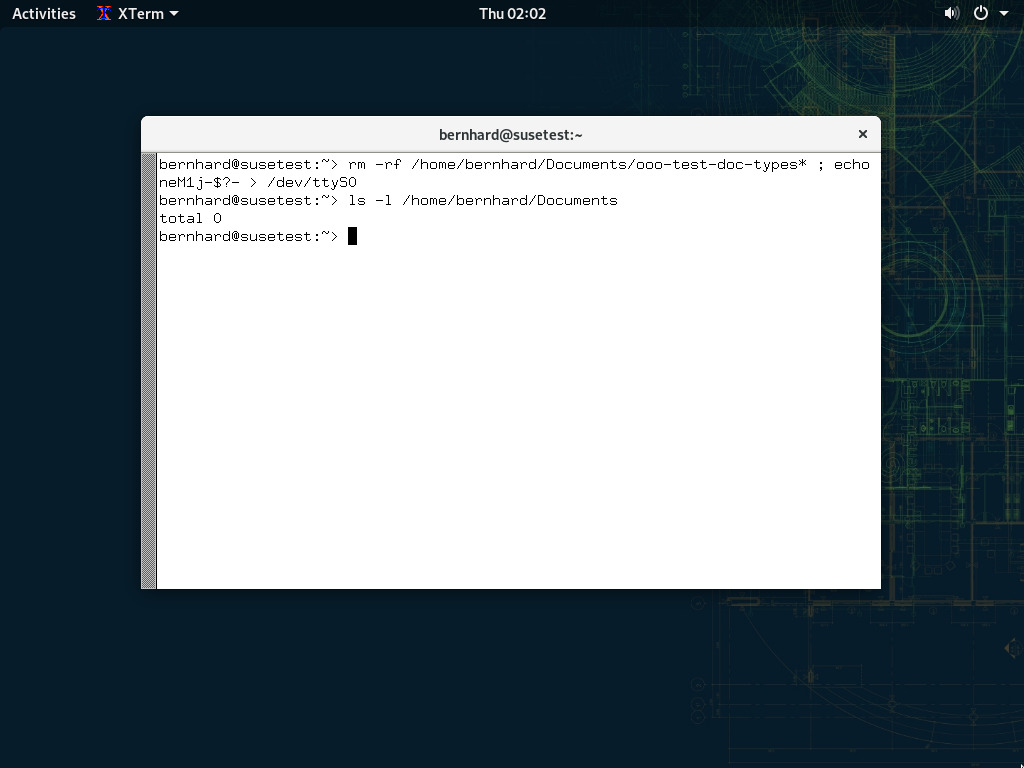 Activities XTerm Thu 02:02
bernhard@susetest:~
bernhard@susetest:~> rm -rf /home/bernhard/Documents/ooo-test-doc-types* ; echo
neM1j-$?- > /dev/ttyS0
bernhard@susetest:~> ls -l /home/bernhard/Documents
total 0
bernhard@susetest:~>